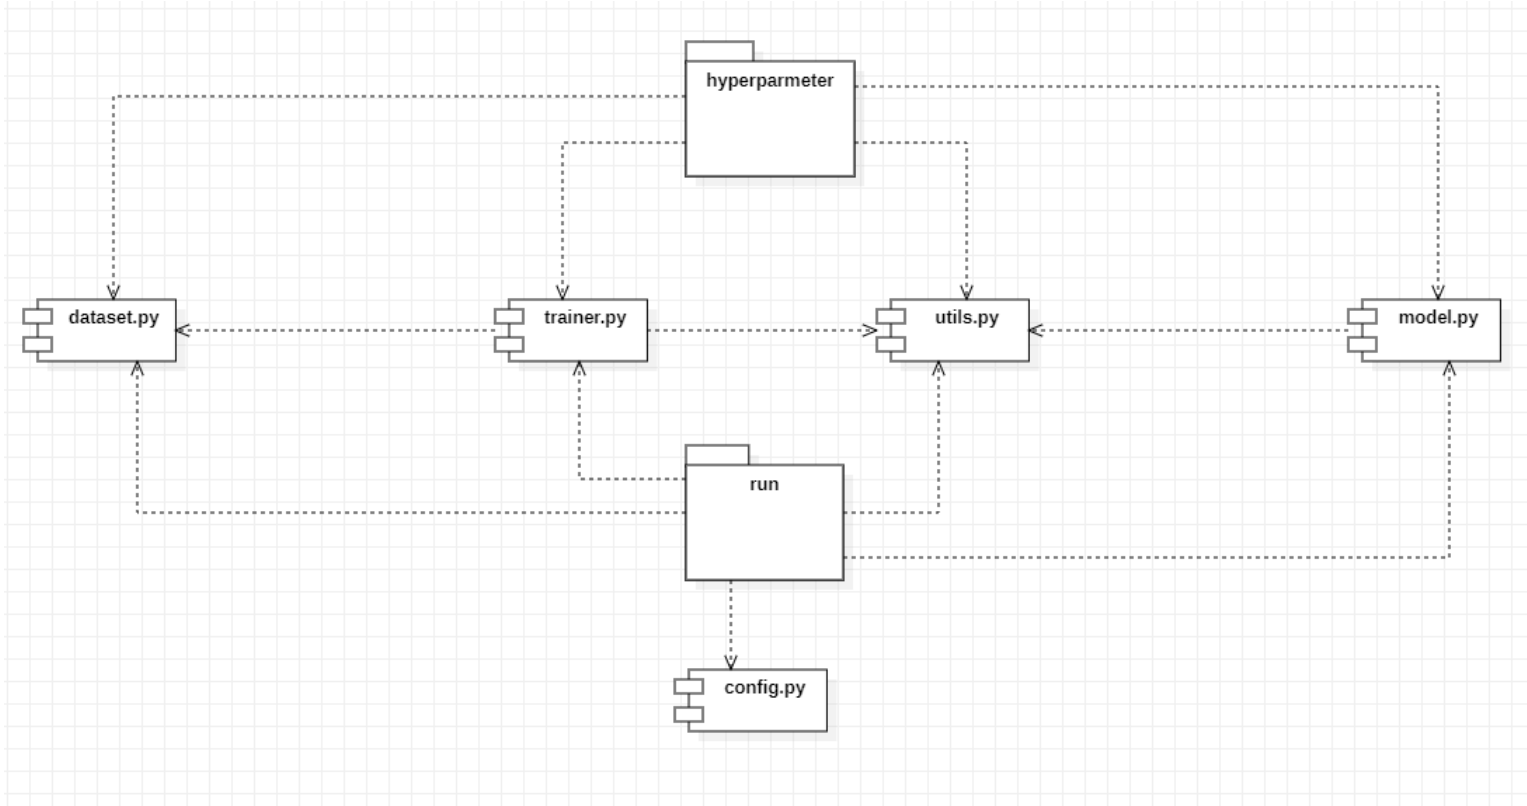 hyperparmeter
dataset.py
trainer.py
utils.py
model.py
run
config.py